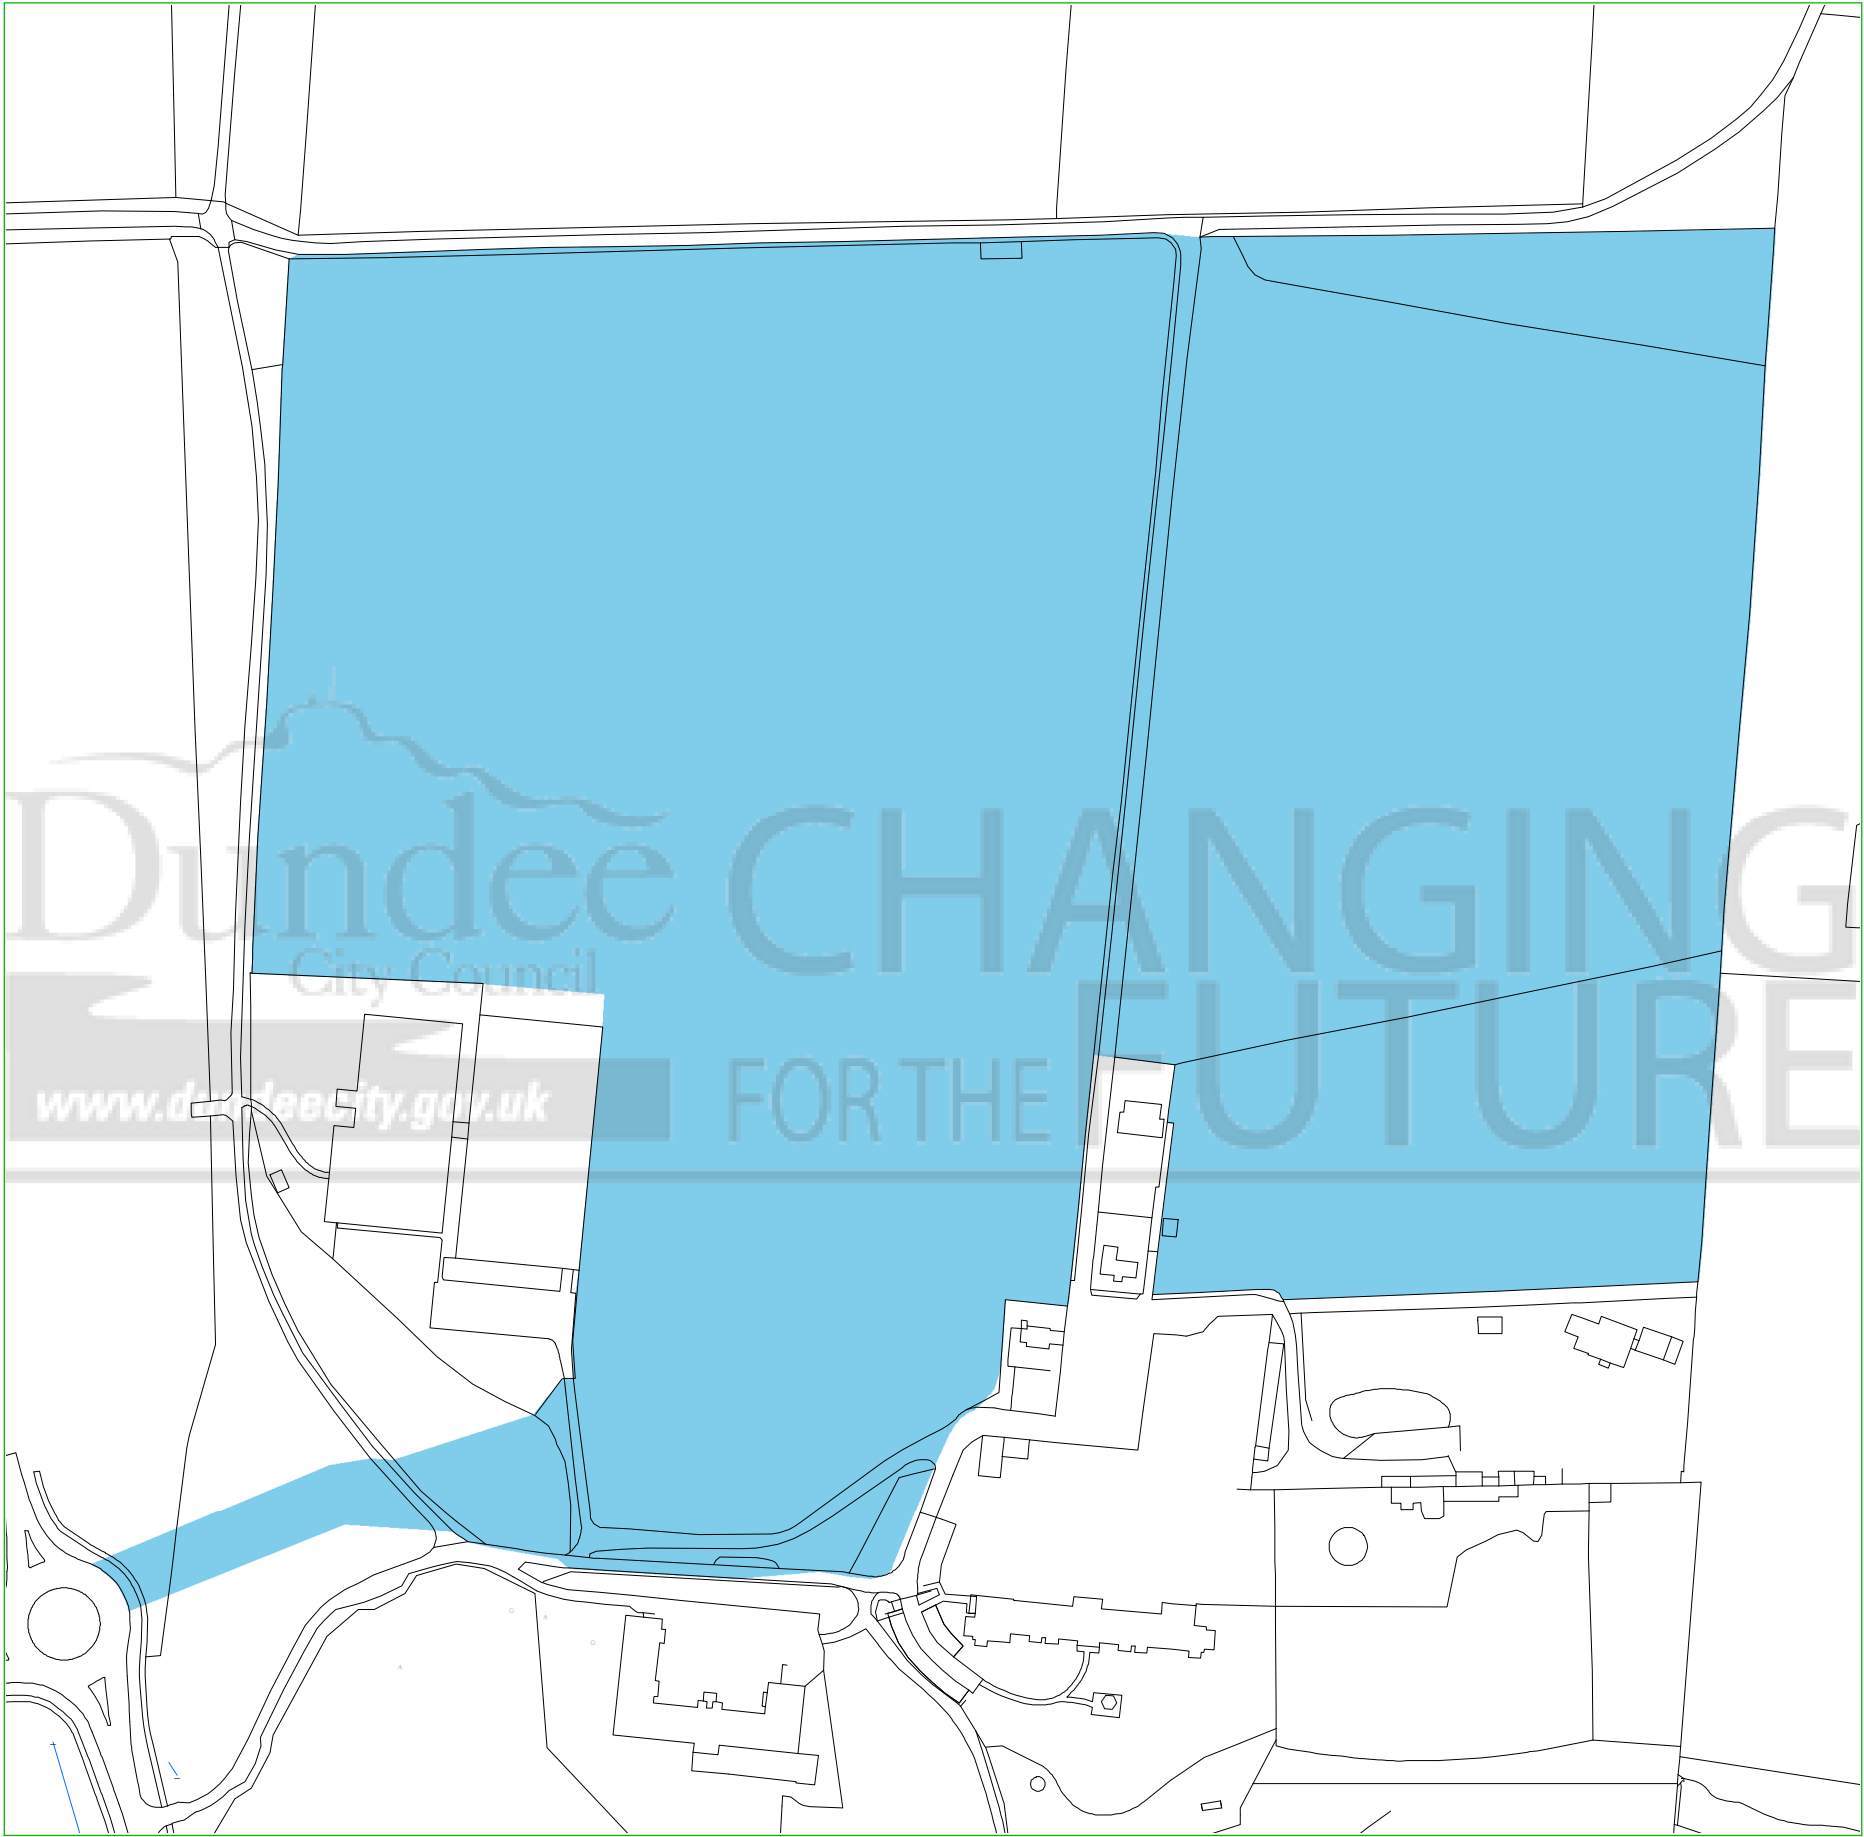 Dundee
City Council
www.dundeecity.gov.uk
CHANGING
FOR THE FUTURE